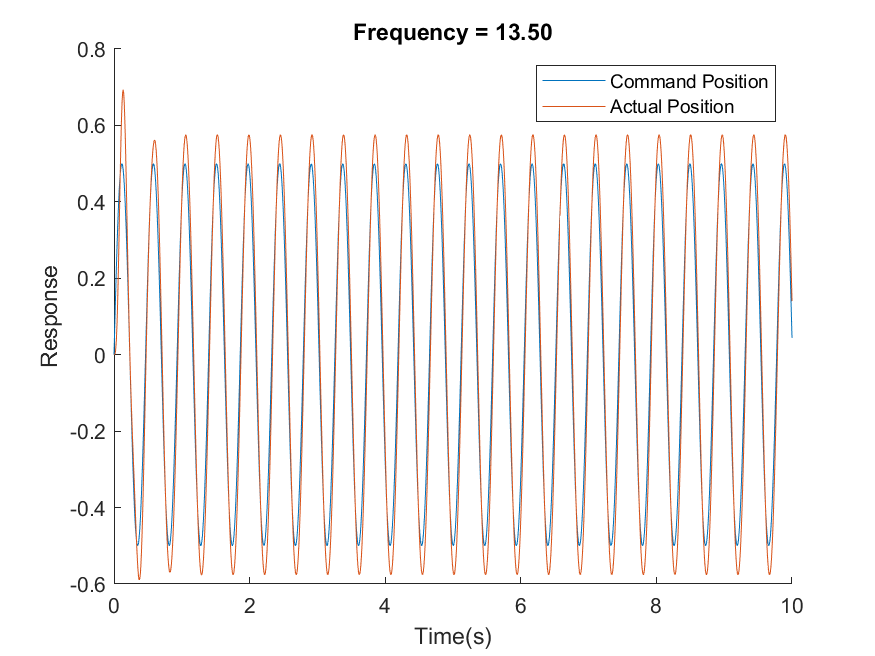 Frequency = 13.50
0.8
0.6
0.4
0.2
0
-0.2
-0.4
-0.6
Response
Command Position
Actual Position
0 2 4 6 8 10
Time(s)